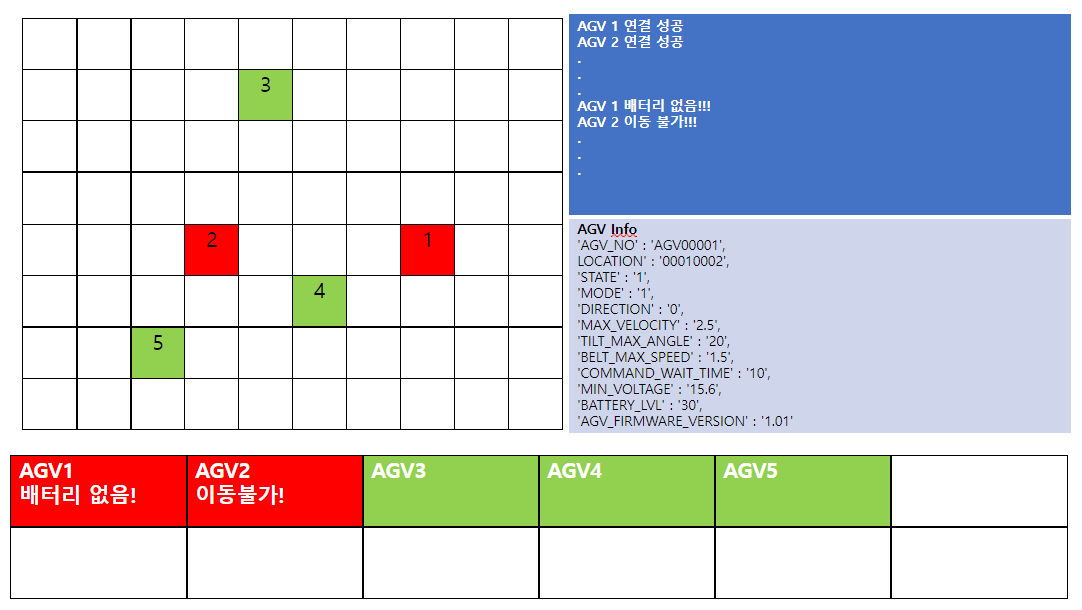 3
2
1
4
5
AGV 1 연결 성공
AGV 2 연결 성공
.
.
.
AGV 1 배터리 없음!!!
AGV 2 이동 불가!!!
.
.
.
AGV Info
'AGV_NO' : 'AGV00001',
LOCATION' : '00010002',
'STATE' : '1',
'MODE' : '1',
'DIRECTION' : '0',
'MAX_VELOCITY' : '2.5',
'TILT_MAX_ANGLE' : '20',
'BELT_MAX_SPEED' : '1.5',
'COMMAND_WAIT_TIME' : '10',
'MIN_VOLTAGE' : '15.6',
'BATTERY_LVL' : '30',
'AGV_FIRMWARE_VERSION' : '1.01'
AGV1
배터리 없음!
AGV2
이동불가!
AGV3
AGV4
AGV5